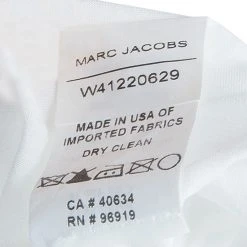 MARC JACOBS
W41220629
MADE IN USA OF
IMPORTED FABRICS
DRY CLEAN
CA # 40634
RN # 96919